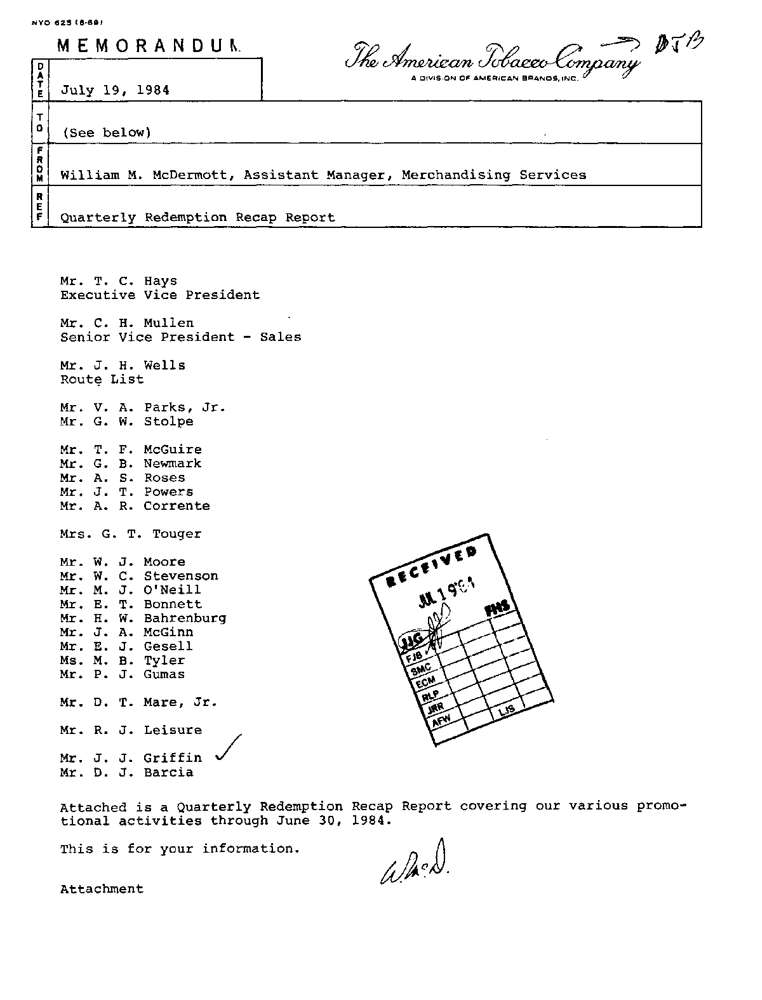 NYO 625 (8-69)
MEMORANDUM
The American Tobacco Company
DJB
A DIVISION OF AMERICAN BRANDS, INC.
DATE
July 19, 1984
TO
(See below)
FROM
William M. McDermott, Assistant Manager, Merchandising Services
REF
Quarterly Redemption Recap Report
Mr. T. C. Hays
Executive Vice President
Mr. C. H. Mullen
Senior Vice President - Sales
Mr. J. H. Wells
Route List
Mr. V. A. Parks, Jr.
Mr. G. W. Stolpe
Mr. T. F. McGuire
Mr. G. B. Newmark
Mr. A. S. Roses
Mr. J. T. Powers
Mr. A. R. Corrente
Mrs. G. T. Touger
Mr. W. J. Moore
Mr. W. C. Stevenson
Mr. M. J. O'Neill
Mr. E. T. Bonnett
Mr. H. W. Bahrenburg
Mr. J. A. McGinn
Mr. E. J. Gesell
Ms. M. B. Tyler
Mr. P. J. Gumas
Mr. D. T. Mare, Jr.
Mr. R. J. Leisure
Mr. J. J. Griffin
Mr. D. J. Barcia
RECEIVED
JUL 19 '84
FHS
JJG
FJB
SMC
ECM
RLP
JRR
AFW
LJS
Attached is a Quarterly Redemption Recap Report covering our various promo-
tional activities through June 30, 1984.
This is for your information.
W.McD.
Attachment